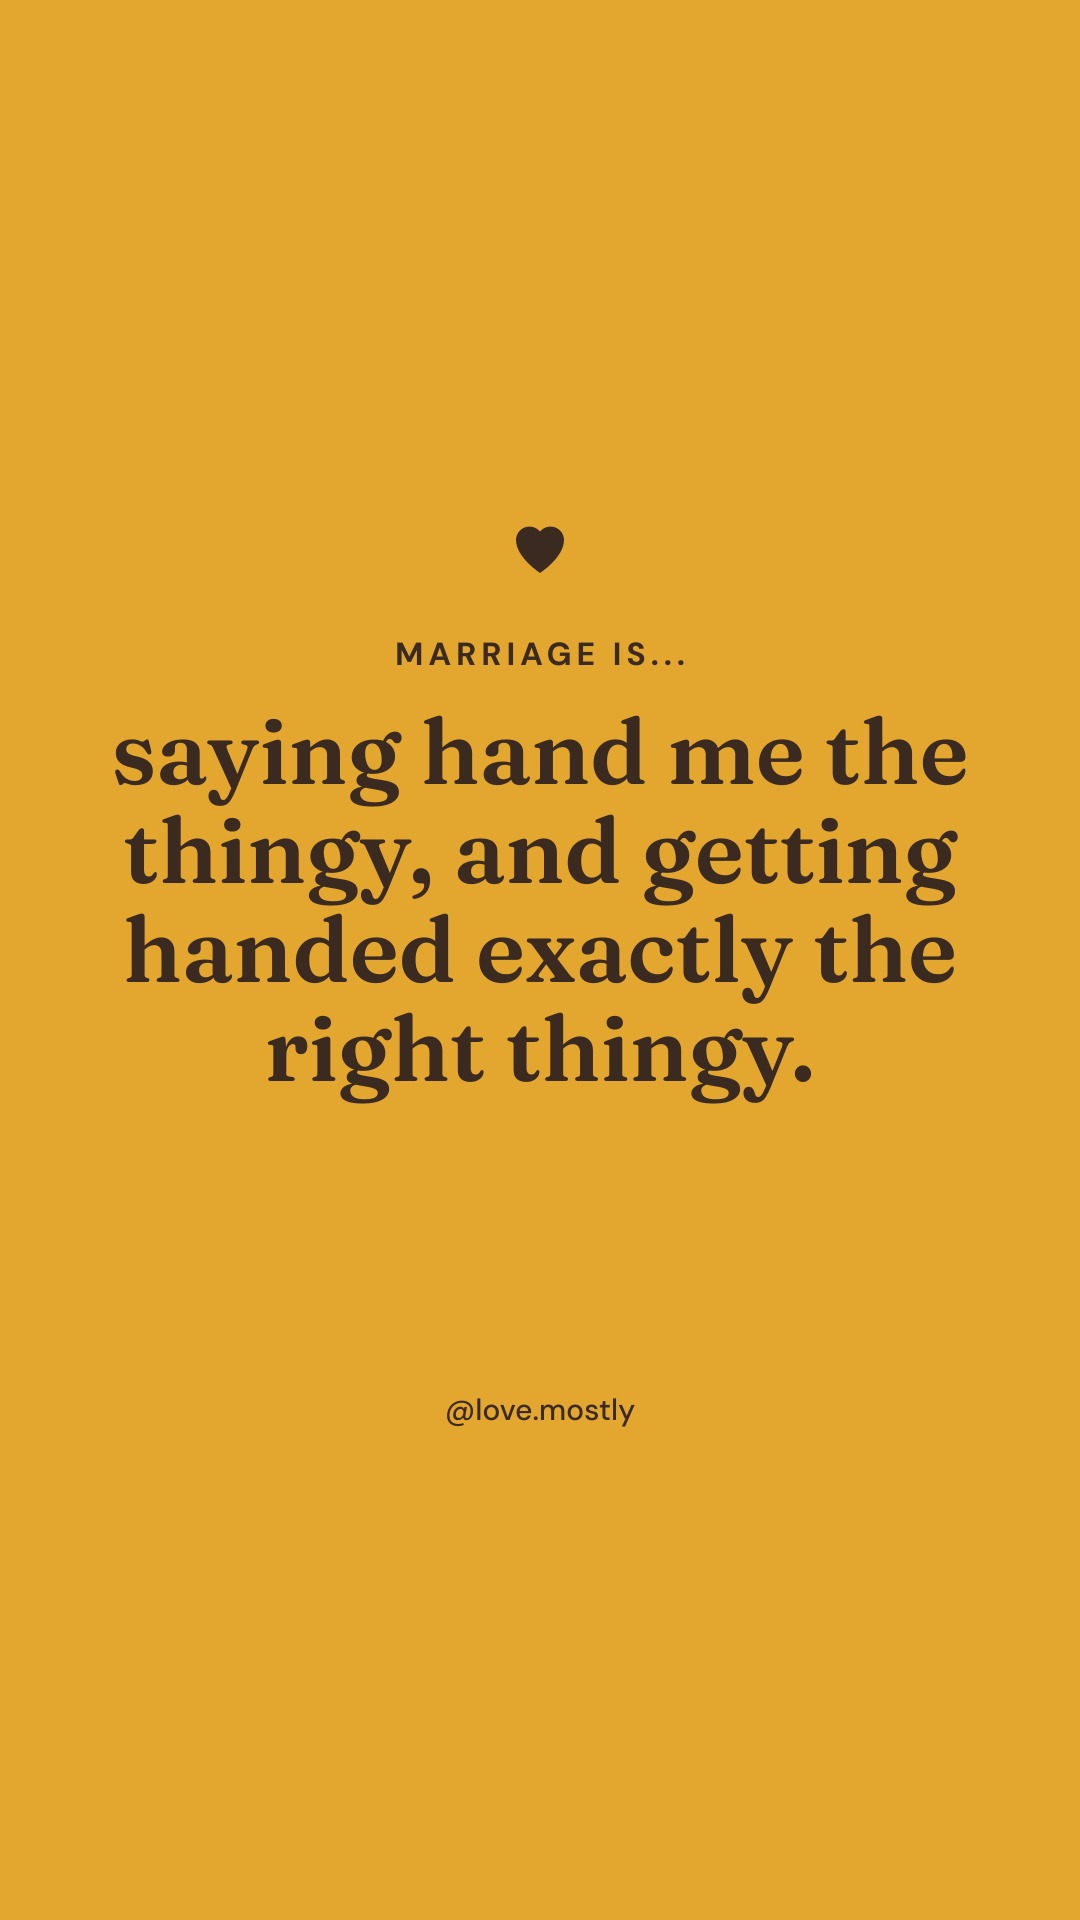 MARRIAGE IS...
saying hand me the
thingy, and getting
handed exactly the
right thingy.
@love.mostly